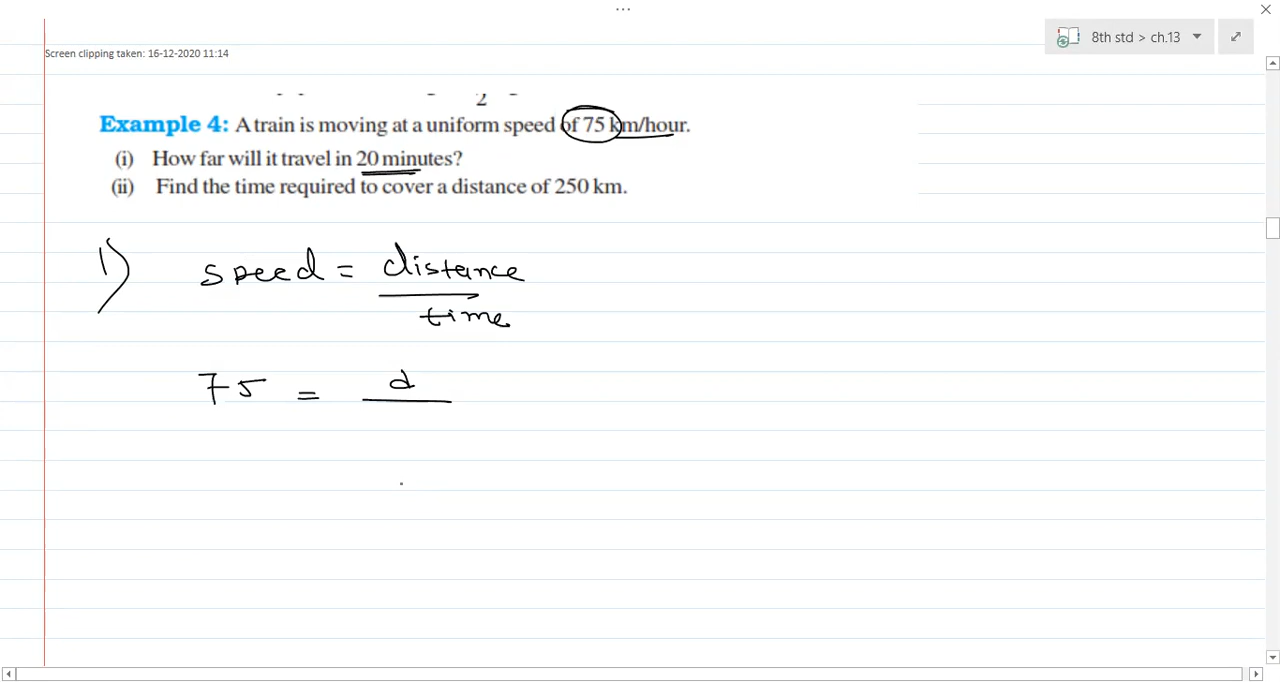 ...
8th std > ch.13
Screen clipping taken: 16-12-2020 11:14
2
Example 4: A train is moving at a uniform speed of 75 km/hour.
(i) How far will it travel in 20 minutes?
(ii) Find the time required to cover a distance of 250 km.
1) speed = distance
time
75 = d